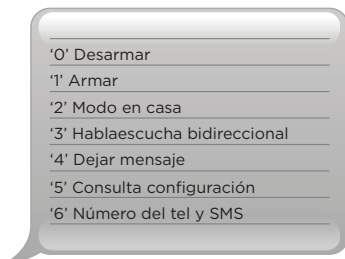 ‘0’ Desarmar
‘1’ Armar
‘2’ Modo en casa
‘3’ Hablaescucha bidireccional
‘4’ Dejar mensaje
‘5’ Consulta configuración
‘6’ Número del tel y SMS